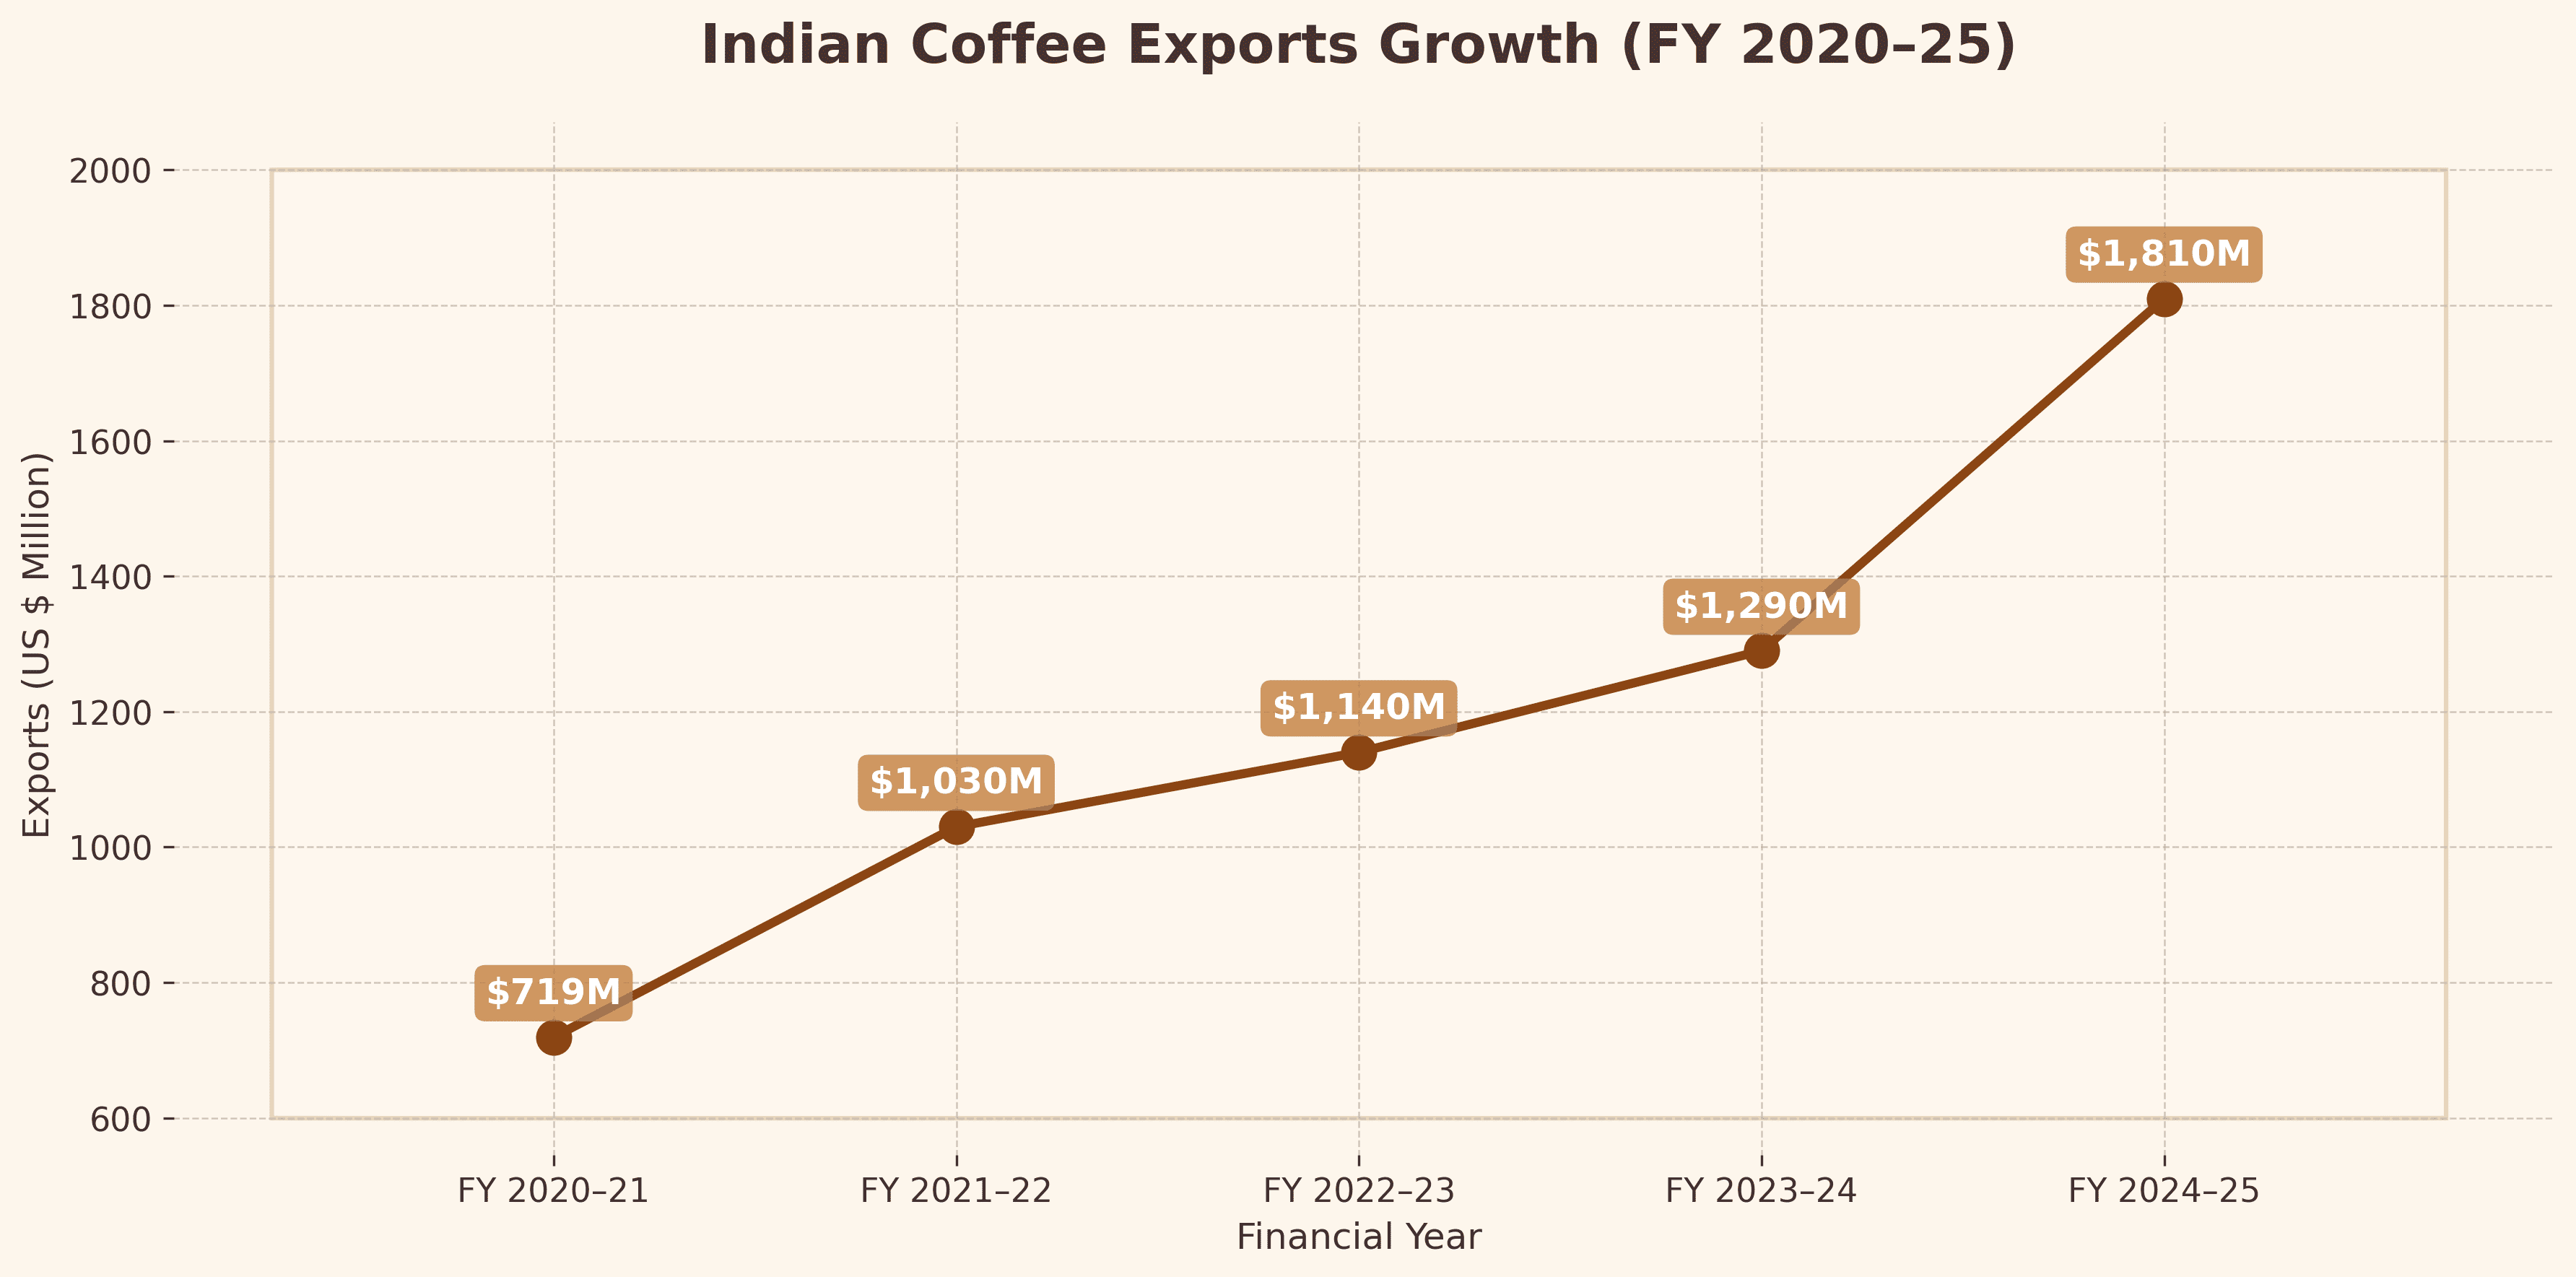 Indian Coffee Exports Growth (FY 2020–25)
Exports (US $ Million)
2000
1800
1600
1400
1200
1000
800
600
$719M
$1,030M
$1,140M
$1,290M
$1,810M
FY 2020–21
FY 2021–22
FY 2022–23
FY 2023–24
FY 2024–25
Financial Year